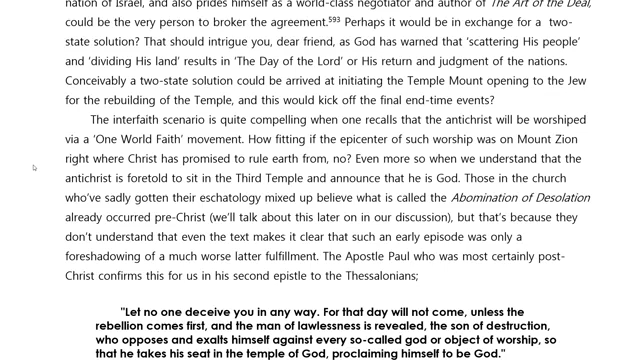 nation of Israel, and also prides himself as a world-class negotiator and author of The Art of the Deal,
could be the very person to broker the agreement.593 Perhaps it would be in exchange for a two-
state solution? That should intrigue you, dear friend, as God has warned that ‘scattering His people’
and ‘dividing His land’ results in ‘The Day of the Lord’ or His return and judgment of the nations.
Conceivably a two-state solution could be arrived at initiating the Temple Mount opening to the Jew
for the rebuilding of the Temple, and this would kick off the final end-time events?
The interfaith scenario is quite compelling when one recalls that the antichrist will be worshiped
via a ‘One World Faith’ movement. How fitting if the epicenter of such worship was on Mount Zion
right where Christ has promised to rule earth from, no? Even more so when we understand that the
antichrist is foretold to sit in the Third Temple and announce that he is God. Those in the church
who’ve sadly gotten their eschatology mixed up believe what is called the Abomination of Desolation
already occurred pre-Christ (we’ll talk about this later on in our discussion), but that’s because they
don’t understand that even the text makes it clear that such an early episode was only a
foreshadowing of a much worse latter fulfillment. The Apostle Paul who was most certainly post-
Christ confirms this for us in his second epistle to the Thessalonians;
"Let no one deceive you in any way. For that day will not come, unless the
rebellion comes first, and the man of lawlessness is revealed, the son of destruction,
who opposes and exalts himself against every so-called god or object of worship, so
that he takes his seat in the temple of God, proclaiming himself to be God."